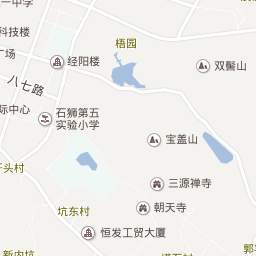 一中学
科技楼
梧园
广场
经阳楼
双髻山
八七路
际中心
石狮第五
实验小学
宝盖山
三源禅寺
坑东村
朝天寺
恒发工贸大厦
新内坑
塔石村